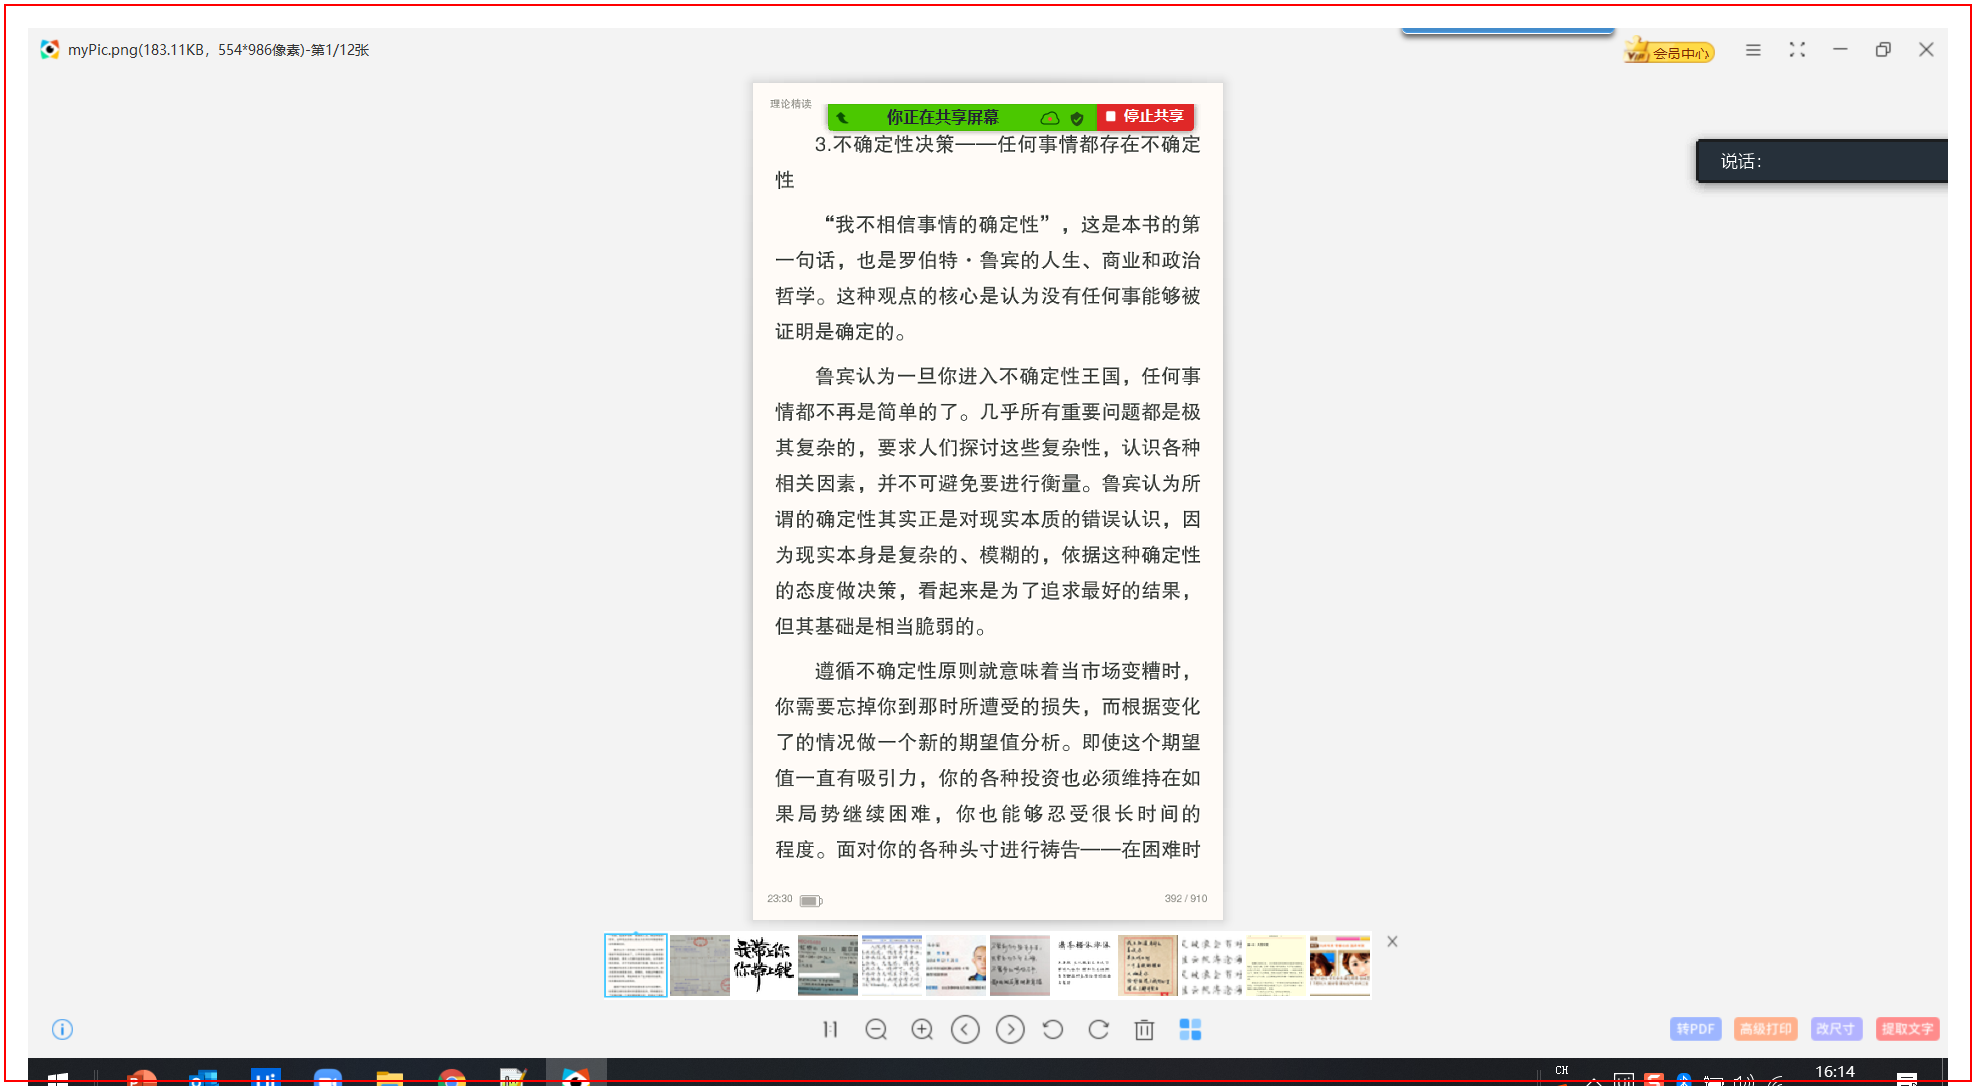 myPic.png(183.11KB，554*986像素)-第1/12张
VIP 会员中心
理论精读
你正在共享屏幕
停止共享
说话：
3.不确定性决策——任何事情都存在不确定
性
“我不相信事情的确定性”，这是本书的第
一句话，也是罗伯特·鲁宾的人生、商业和政治
哲学。这种观点的核心是认为没有任何事能够被
证明是确定的。
鲁宾认为一旦你进入不确定性王国，任何事
情都不再是简单的了。几乎所有重要问题都是极
其复杂的，要求人们探讨这些复杂性，认识各种
相关因素，并不可避免要进行衡量。鲁宾认为所
谓的确定性其实正是对现实本质的错误认识，因
为现实本身是复杂的、模糊的，依据这种确定性
的态度做决策，看起来是为了追求最好的结果，
但其基础是相当脆弱的。
遵循不确定性原则就意味着当市场变糟时，
你需要忘掉你到那时所遭受的损失，而根据变化
了的情况做一个新的期望值分析。即使这个期望
值一直有吸引力，你的各种投资也必须维持在如
果局势继续困难，你也能够忍受很长时间的
程度。面对你的各种头寸进行祷告——在困难时
23:30
392 / 910
我带上你
你带上钱
1:1
转PDF
高级打印
改尺寸
提取文字
CH
16:14